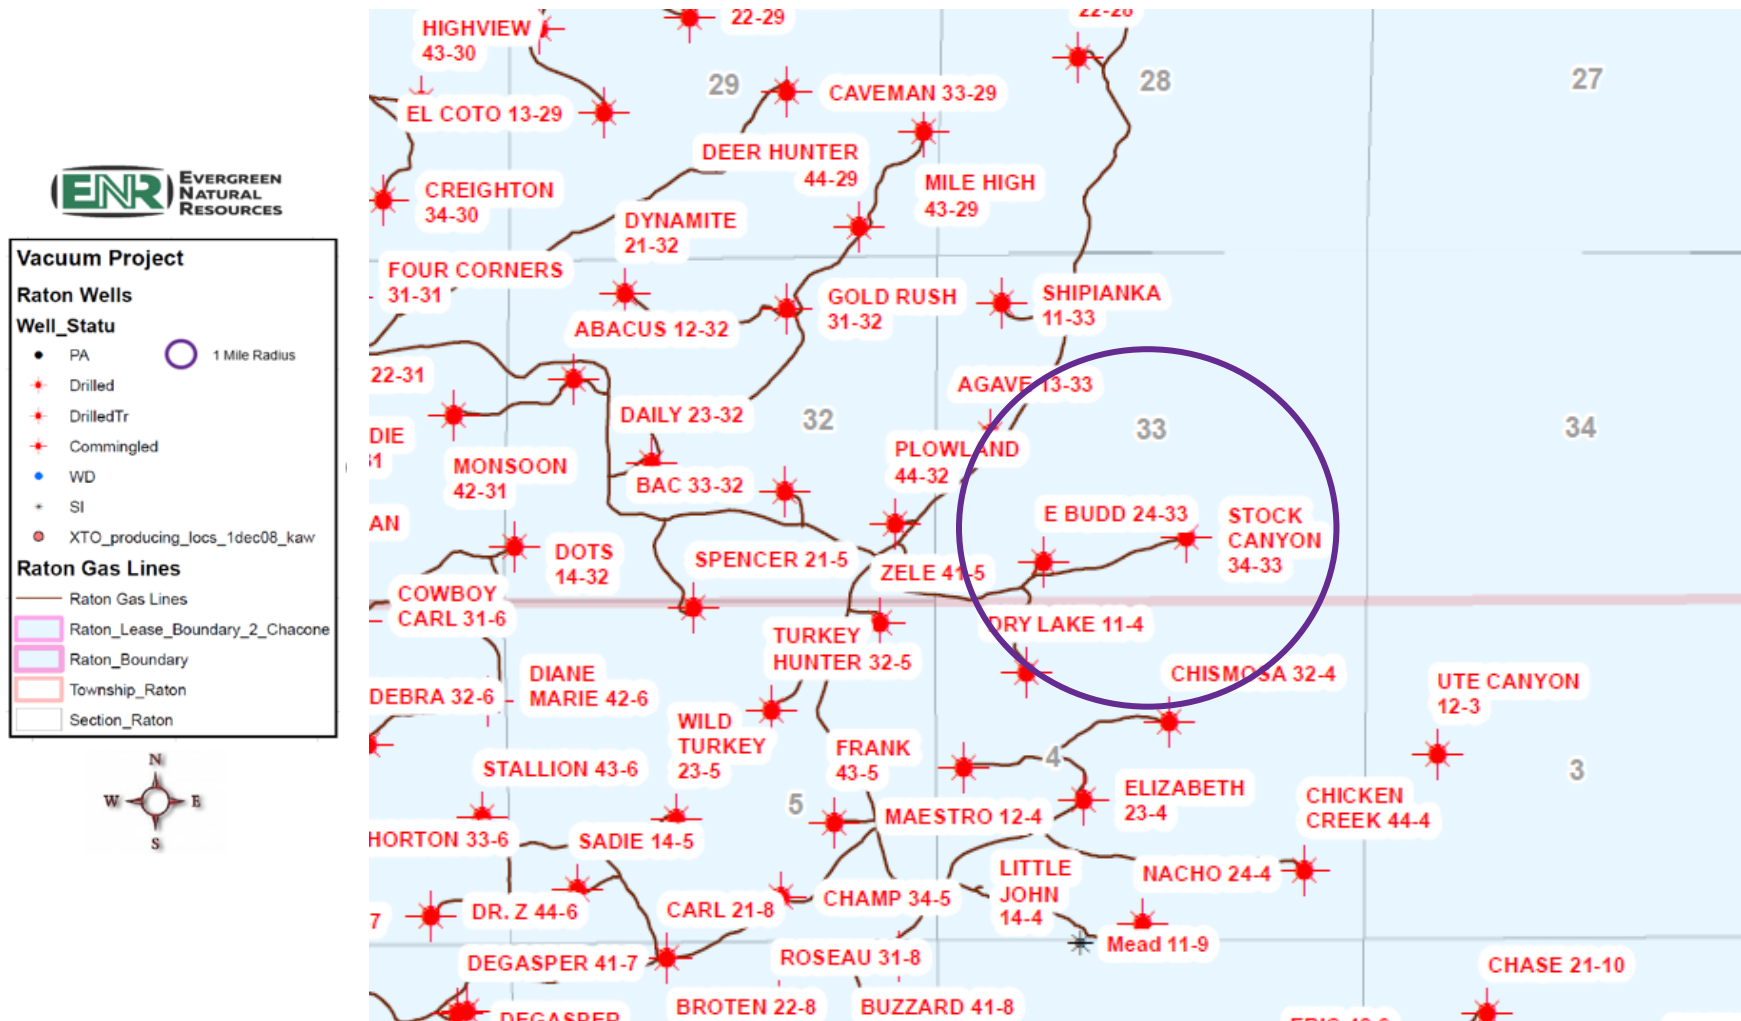 ENR EVERGREEN
NATURAL
RESOURCES
Vacuum Project
Raton Wells
Well_Statu
PA
1 Mile Radius
Drilled
DrilledTr
Commingled
WD
SI
XTO_producing_locs_1dec08_kaw
Raton Gas Lines
Raton Gas Lines
Raton_Lease_Boundary_2_Chacone
Raton_Boundary
Township_Raton
Section_Raton
N
W E
S
HIGHVIEW
43-30
22-29
22-28
29
28
27
EL COTO 13-29
CAVEMAN 33-29
DEER HUNTER
44-29
CREIGHTON
34-30
MILE HIGH
43-29
DYNAMITE
21-32
FOUR CORNERS
31-31
ABACUS 12-32
GOLD RUSH
31-32
SHIPIANKA
11-33
22-31
AGAVE 13-33
DAILY 23-32
32
33
34
DIE
31
MONSOON
42-31
BAC 33-32
PLOWLAND
44-32
AN
DOTS
14-32
SPENCER 21-5
ZELE 41-5
E BUDD 24-33
STOCK
CANYON
34-33
COWBOY
CARL 31-6
TURKEY
HUNTER 32-5
DRY LAKE 11-4
CHISMOSA 32-4
UTE CANYON
12-3
DEBRA 32-6
DIANE
MARIE 42-6
WILD
TURKEY
23-5
FRANK
43-5
4
3
STALLION 43-6
5
ELIZABETH
23-4
CHICKEN
CREEK 44-4
MAESTRO 12-4
HORTON 33-6
SADIE 14-5
LITTLE
JOHN
14-4
NACHO 24-4
7
DR. Z 44-6
CARL 21-8
CHAMP 34-5
Mead 11-9
DEGASPER 41-7
ROSEAU 31-8
CHASE 21-10
BROTEN 22-8
BUZZARD 41-8
DEGASPER